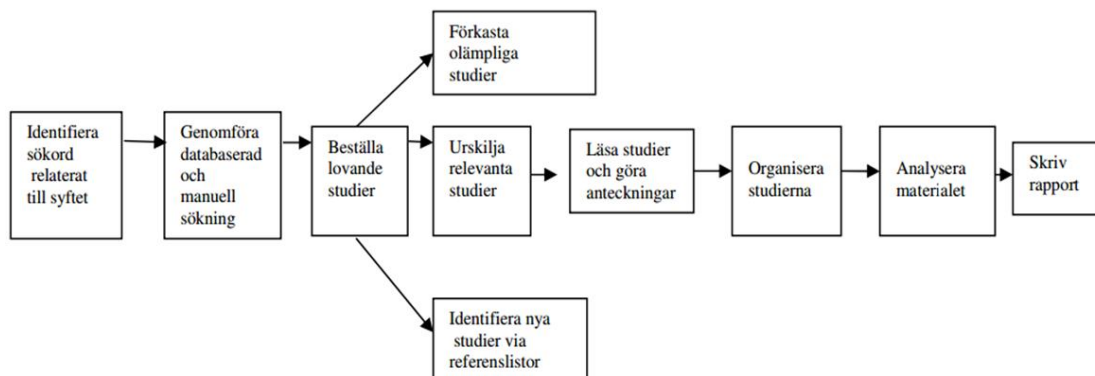 Förkasta
olämpliga
studier
Identifiera
sökord
relaterat
till syftet
Genomföra
databaserad
och
manuell
sökning
Beställa
lovande
studier
Urskilja
relevanta
studier
Läsa studier
och göra
anteckningar
Organisera
studierna
Analysera
materialet
Skriv
rapport
Identifiera nya
studier via
referenslistor